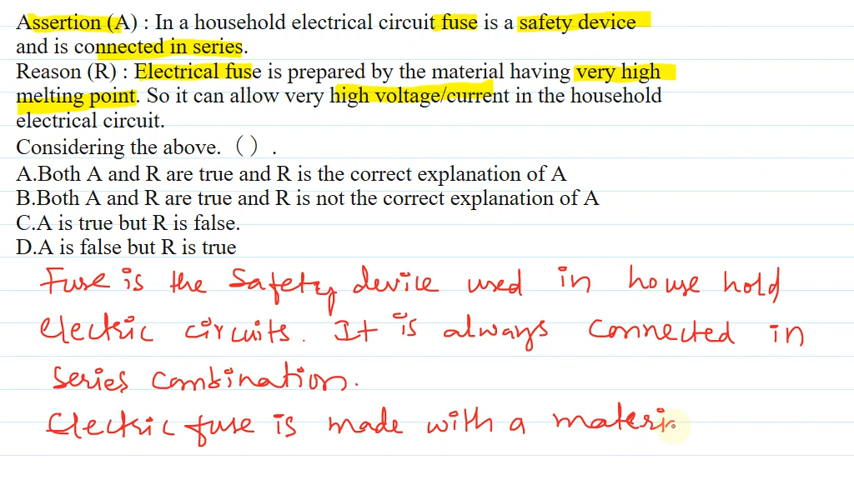 Assertion (A) : In a household electrical circuit fuse is a safety device
and is connected in series.
Reason (R) : Electrical fuse is prepared by the material having very high
melting point. So it can allow very high voltage/current in the household
electrical circuit.
Considering the above. ( ) .
A.Both A and R are true and R is the correct explanation of A
B.Both A and R are true and R is not the correct explanation of A
C.A is true but R is false.
D.A is false but R is true
Fuse is the safety device used in house hold
electric circuits. It is always connected in
series combination.
Electric fuse is made with a materi